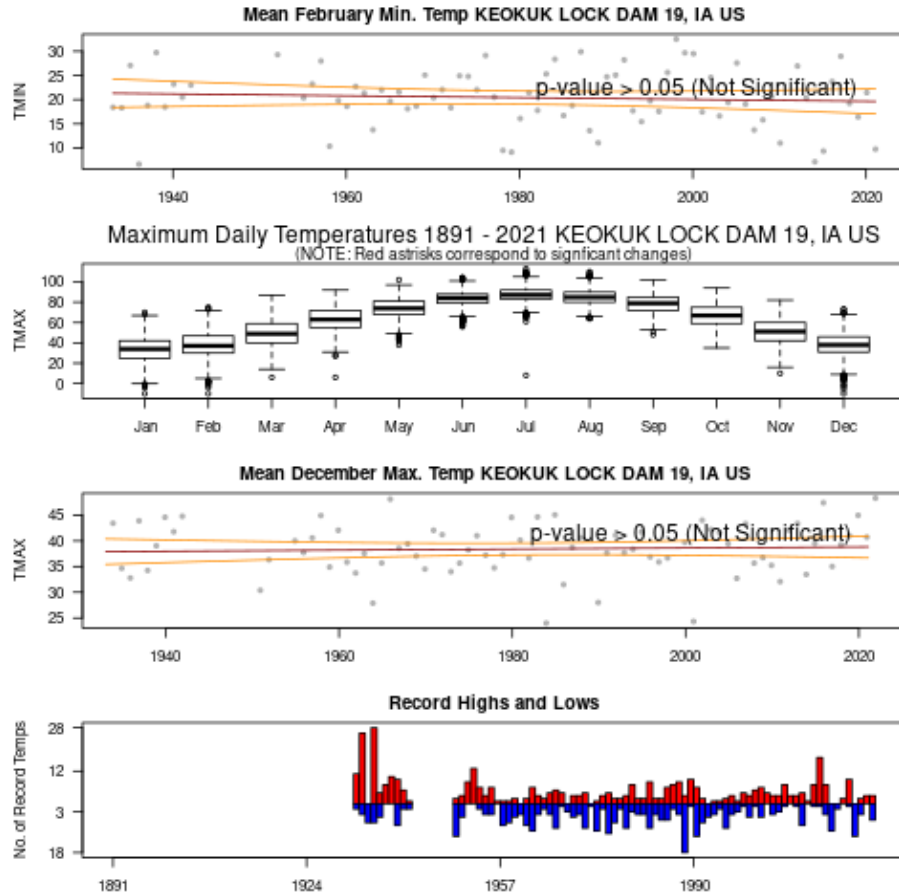 Mean February Min. Temp KEOKUK LOCK DAM 19, IA US
p-value > 0.05 (Not Significant)
TMIN
30
25
20
15
10
1940 1960 1980 2000 2020
Maximum Daily Temperatures 1891 - 2021 KEOKUK LOCK DAM 19, IA US
(NOTE: Red astrisks correspond to signficant changes)
TMAX
100
80
60
40
20
0
Jan Feb Mar Apr May Jun Jul Aug Sep Oct Nov Dec
Mean December Max. Temp KEOKUK LOCK DAM 19, IA US
p-value > 0.05 (Not Significant)
TMAX
45
40
35
30
25
1940 1960 1980 2000 2020
Record Highs and Lows
No. of Record Temps
28
12
3
18
1891 1924 1957 1990